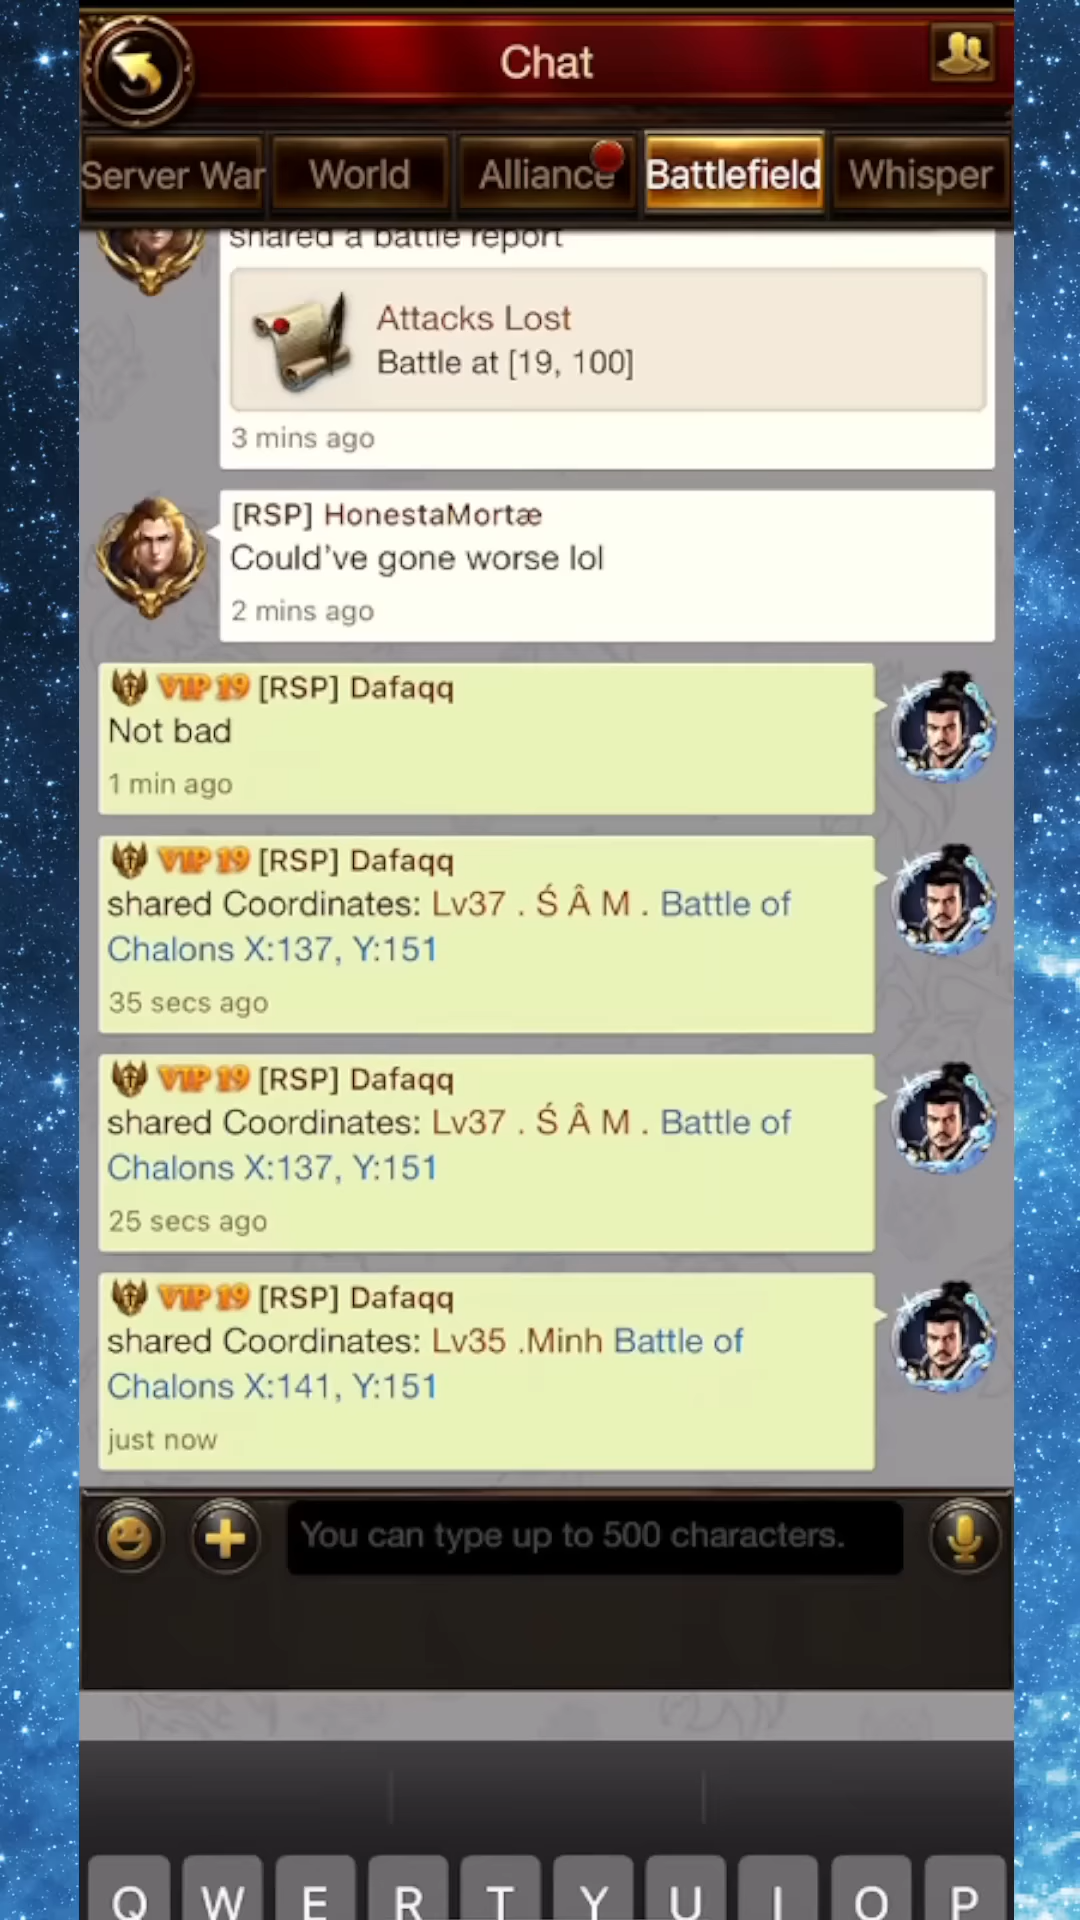 Chat
Server War World Alliance Battlefield Whisper
shared a battle report
Attacks Lost
Battle at [19, 100]
3 mins ago
[RSP] HonestaMortæ
Could've gone worse lol
2 mins ago
VIP 19 [RSP] Dafaqq
Not bad
1 min ago
VIP 19 [RSP] Dafaqq
shared Coordinates: Lv37 . Ś Â M . Battle of
Chalons X:137, Y:151
35 secs ago
VIP 19 [RSP] Dafaqq
shared Coordinates: Lv37 . Ś Â M . Battle of
Chalons X:137, Y:151
25 secs ago
VIP 19 [RSP] Dafaqq
shared Coordinates: Lv35 .Minh Battle of
Chalons X:141, Y:151
just now
You can type up to 500 characters.
Q W E R T Y U I O P